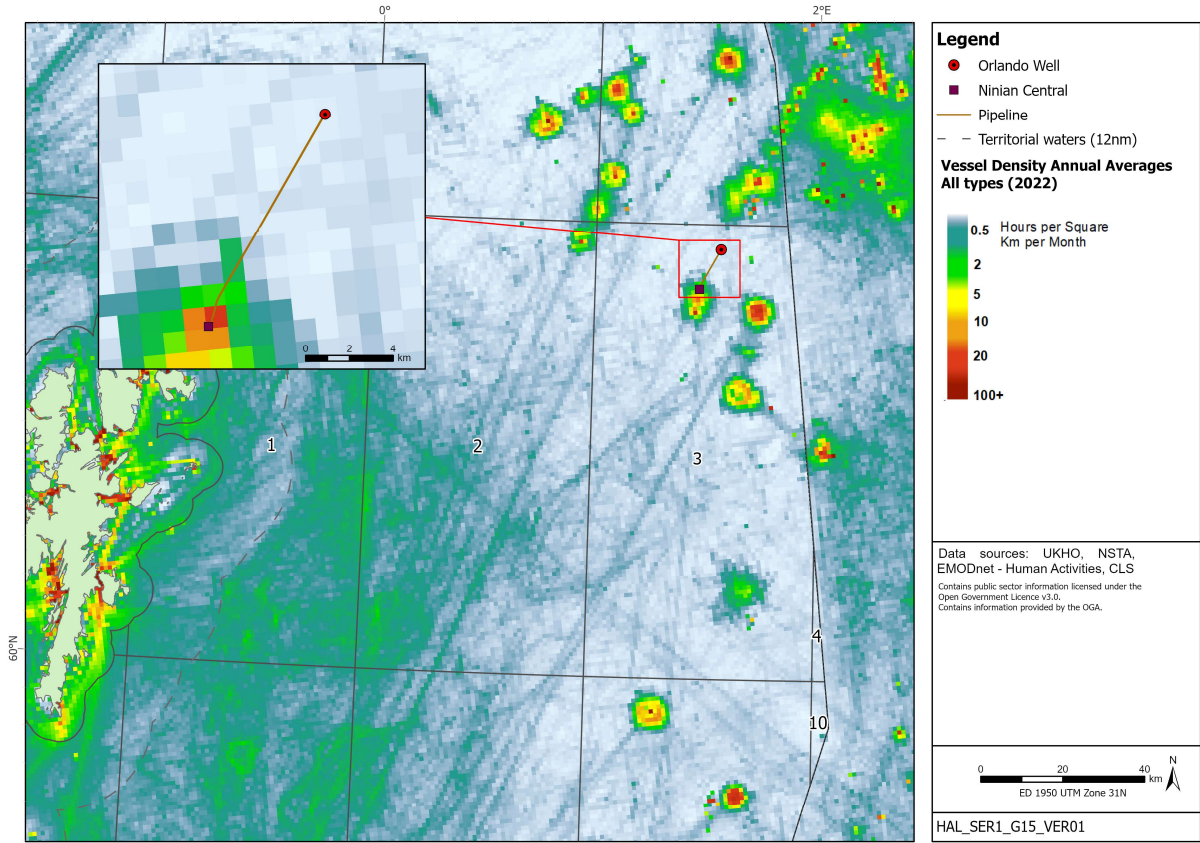 0°
2°E
60°N
0 2 4
km
1
2
3
4
10
Legend
Orlando Well
Ninian Central
Pipeline
Territorial waters (12nm)
Vessel Density Annual Averages
All types (2022)
Hours per Square
Km per Month
0.5
2
5
10
20
100+
Data sources: UKHO, NSTA,
EMODnet - Human Activities, CLS
Contains public sector information licensed under the
Open Government Licence v3.0.
Contains information provided by the OGA.
0 20 40
km
N
ED 1950 UTM Zone 31N
HAL_SER1_G15_VER01